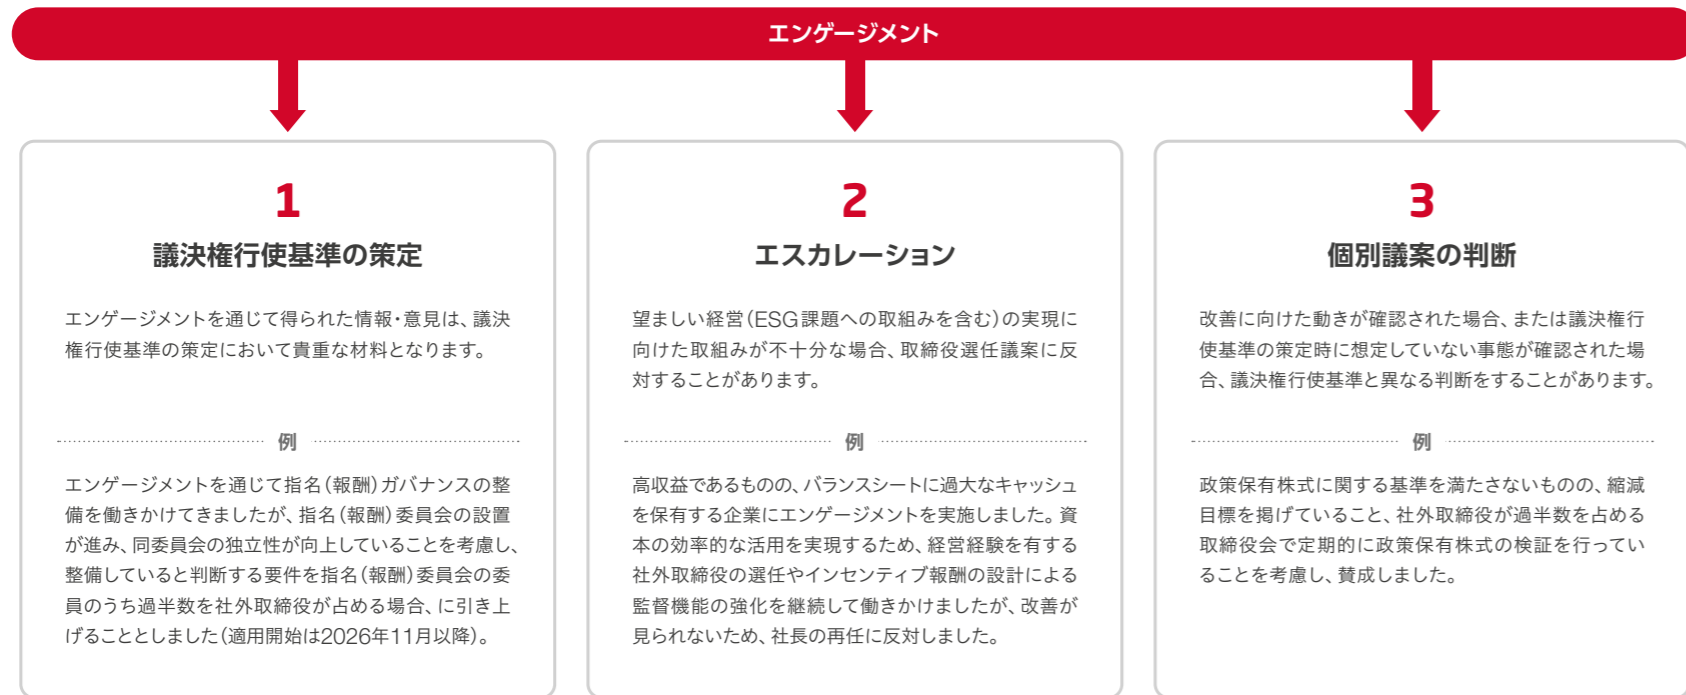 エンゲージメント
1
議決権行使基準の策定
エンゲージメントを通じて得られた情報・意見は、議決
権行使基準の策定において貴重な材料となります。
例
エンゲージメントを通じて指名(報酬)ガバナンスの整
備を働きかけてきましたが、指名(報酬)委員会の設置
が進み、同委員会の独立性が向上していることを考慮し、
整備していると判断する要件を指名(報酬)委員会の委
員のうち過半数を社外取締役が占める場合、に引き上
げることとしました(適用開始は2026年11月以降)。
2
エスカレーション
望ましい経営(ESG課題への取組みを含む)の実現に
向けた取組みが不十分な場合、取締役選任議案に反
対することがあります。
例
高収益であるものの、バランスシートに過大なキャッシュ
を保有する企業にエンゲージメントを実施しました。資
本の効率的な活用を実現するため、経営経験を有する
社外取締役の選任やインセンティブ報酬の設計による
監督機能の強化を継続して働きかけましたが、改善が
見られないため、社長の再任に反対しました。
3
個別議案の判断
改善に向けた動きが確認された場合、または議決権行
使基準の策定時に想定していない事態が確認された場
合、議決権行使基準と異なる判断をすることがあります。
例
政策保有株式に関する基準を満たさないものの、縮減
目標を掲げていること、社外取締役が過半数を占める
取締役会で定期的に政策保有株式の検証を行ってい
ることを考慮し、賛成しました。